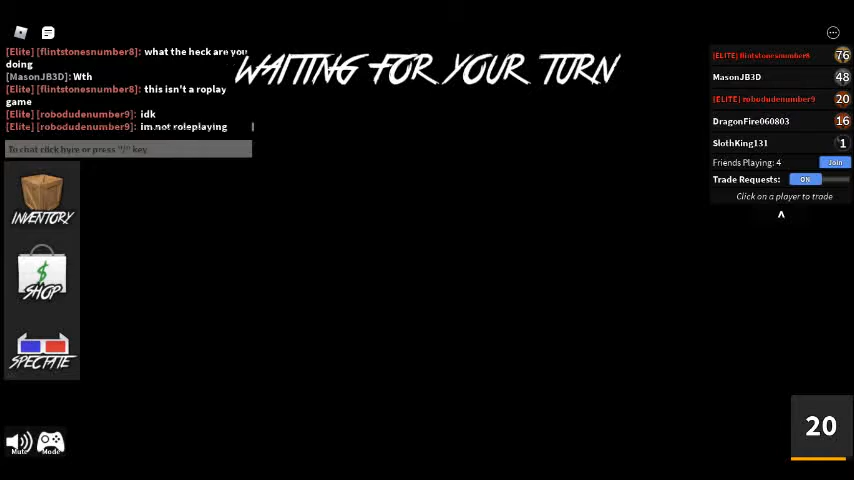 [Elite] [flintstonesnumber8]: what the heck are you
doing
[MasonJB3D]: Wth
[Elite] [flintstonesnumber8]: this isn't a roplay
game
[Elite] [robodudenumber9]: idk
[Elite] [robodudenumber9]: im not roleplaying
To chat click here or press "/" key
WAITING FOR YOUR TURN
[ELITE] flintstonesnumber8 76
MasonJB3D 48
[ELITE] robodudenumber9 20
DragonFire060803 16
SlothKing131 1
Friends Playing: 4 Join
Trade Requests: ON
Click on a player to trade
INVENTORY
$
SHOP
SPECTATE
Mute Mode
20